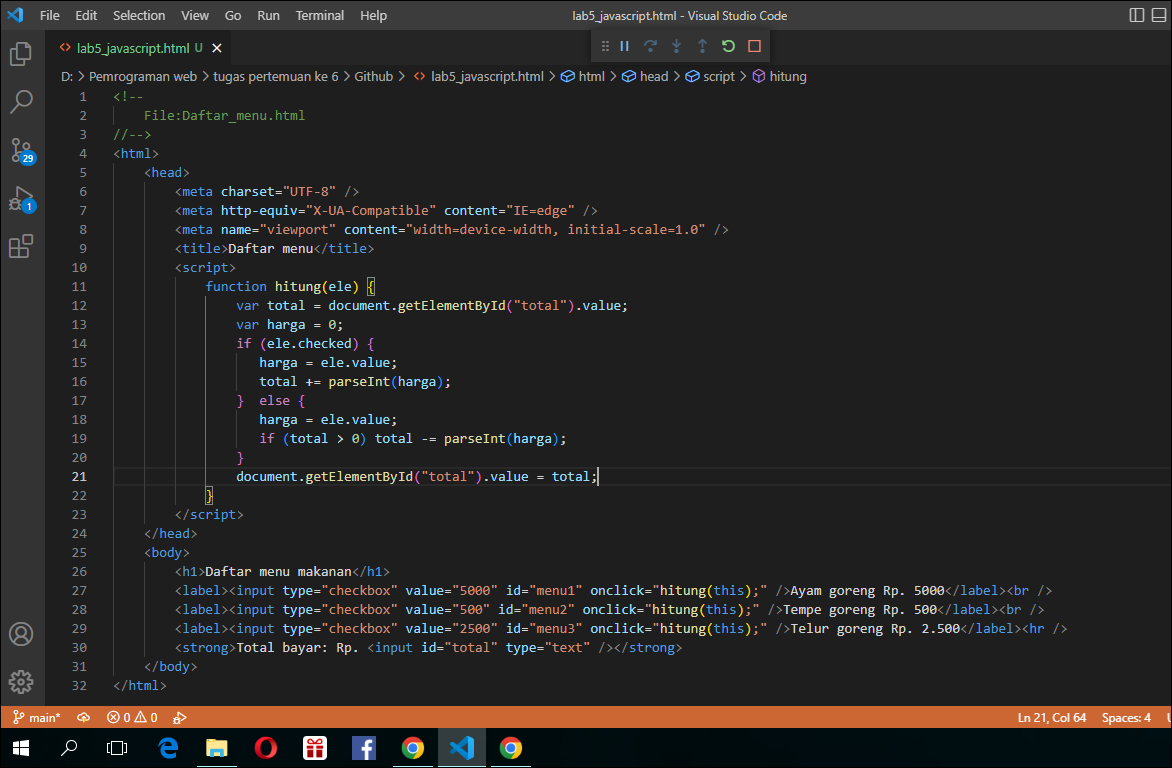 File Edit Selection View Go Run Terminal Help lab5_javascript.html - Visual Studio Code
lab5_javascript.html U
D: > Pemrograman web > tugas pertemuan ke 6 > Github > lab5_javascript.html > html > head > script > hitung
29
1
1 <!--
2 File:Daftar_menu.html
3 //-->
4 <html>
5 <head>
6 <meta charset="UTF-8" />
7 <meta http-equiv="X-UA-Compatible" content="IE=edge" />
8 <meta name="viewport" content="width=device-width, initial-scale=1.0" />
9 <title>Daftar menu</title>
10 <script>
11 function hitung(ele) {
12 var total = document.getElementById("total").value;
13 var harga = 0;
14 if (ele.checked) {
15 harga = ele.value;
16 total += parseInt(harga);
17 } else {
18 harga = ele.value;
19 if (total > 0) total -= parseInt(harga);
20 }
21 document.getElementById("total").value = total;
22 }
23 </script>
24 </head>
25 <body>
26 <h1>Daftar menu makanan</h1>
27 <label><input type="checkbox" value="5000" id="menu1" onclick="hitung(this);" />Ayam goreng Rp. 5000</label><br />
28 <label><input type="checkbox" value="500" id="menu2" onclick="hitung(this);" />Tempe goreng Rp. 500</label><br />
29 <label><input type="checkbox" value="2500" id="menu3" onclick="hitung(this);" />Telur goreng Rp. 2.500</label><hr />
30 <strong>Total bayar: Rp. <input id="total" type="text" /></strong>
31 </body>
32 </html>
main* 0 0 Ln 21, Col 64 Spaces: 4